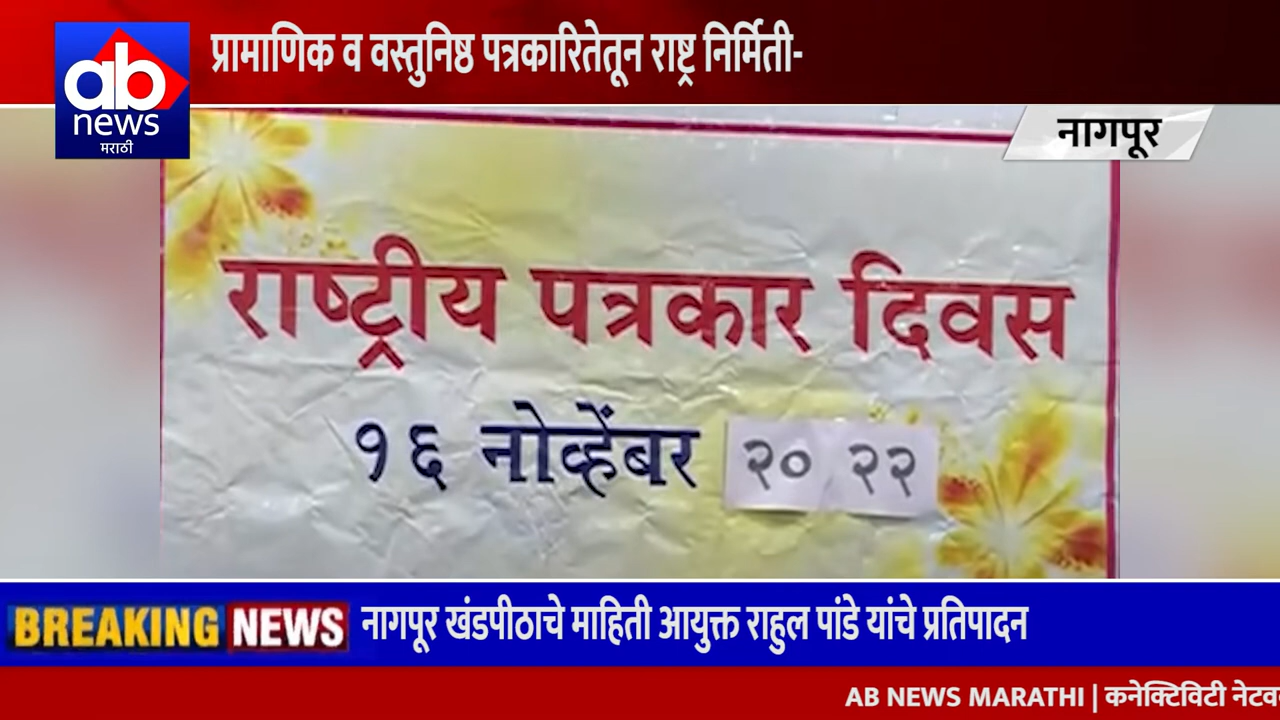 प्रामाणिक व वस्तुनिष्ठ पत्रकारितेतून राष्ट्र निर्मिती-
ab
news
मराठी
नागपूर
राष्ट्रीय पत्रकार दिवस
१६ नोव्हेंबर २० २२
BREAKING NEWS नागपूर खंडपीठाचे माहिती आयुक्त राहुल पांडे यांचे प्रतिपादन
AB NEWS MARATHI | कनेक्टिविटी नेटव